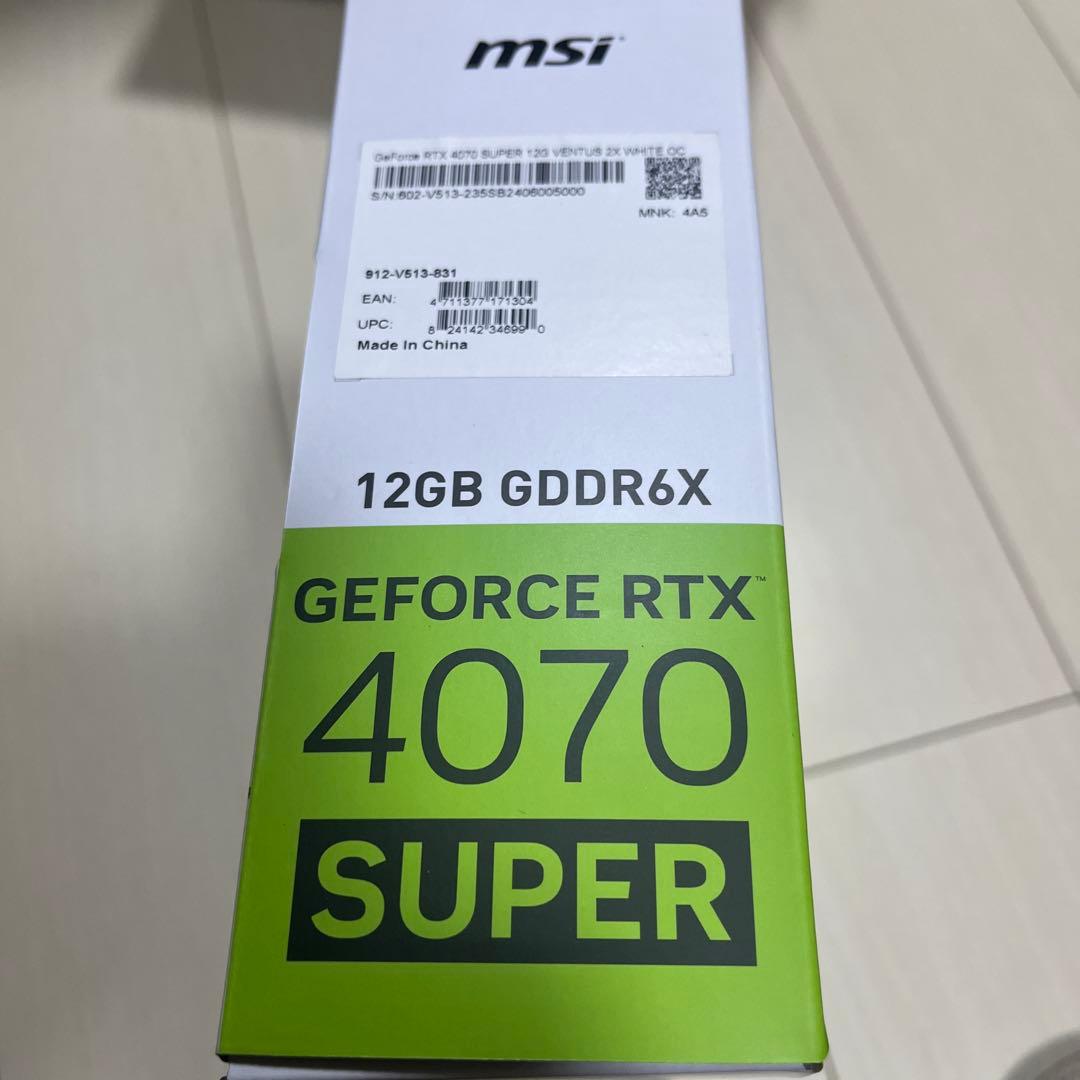 msi
GeForce RTX 4070 SUPER 12G VENTUS 2X WHITE OC
S/N:602-V513-235SB2406005000
MNK: 4A5
912-V513-831
EAN: 4 711377 171304
UPC: 8 24142 34699 0
Made In China
12GB GDDR6X
GEFORCE RTX™
4070
SUPER